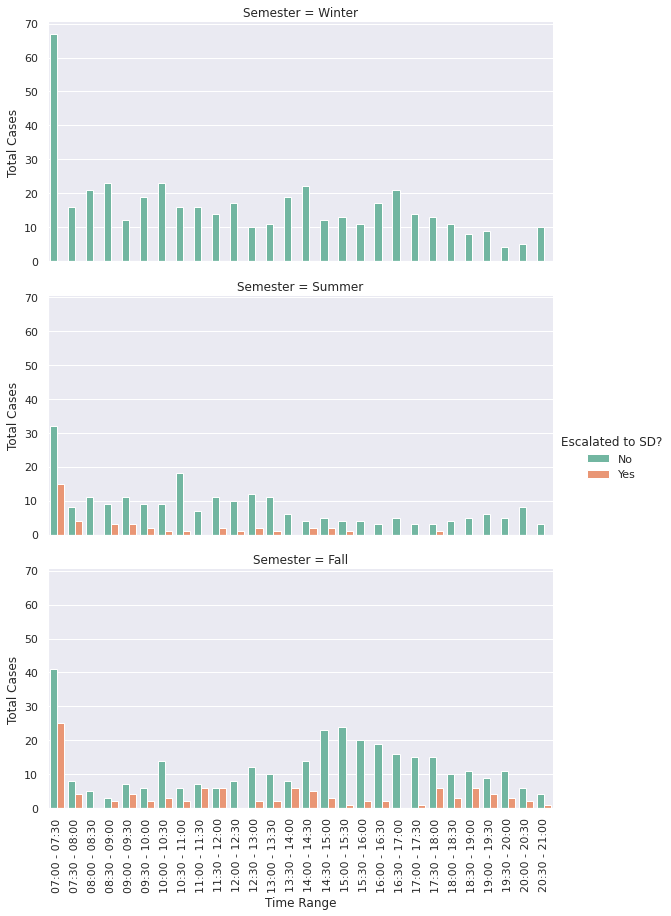 Semester = Winter
70
60
50
40
30
20
10
0
Total Cases
Semester = Summer
70
60
50
40
30
20
10
0
Total Cases
Escalated to SD?
No
Yes
Semester = Fall
70
60
50
40
30
20
10
0
Total Cases
07:00 - 07:30
07:30 - 08:00
08:00 - 08:30
08:30 - 09:00
09:00 - 09:30
09:30 - 10:00
10:00 - 10:30
10:30 - 11:00
11:00 - 11:30
11:30 - 12:00
12:00 - 12:30
12:30 - 13:00
13:00 - 13:30
13:30 - 14:00
14:00 - 14:30
14:30 - 15:00
15:00 - 15:30
15:30 - 16:00
16:00 - 16:30
16:30 - 17:00
17:00 - 17:30
17:30 - 18:00
18:00 - 18:30
18:30 - 19:00
19:00 - 19:30
19:30 - 20:00
20:00 - 20:30
20:30 - 21:00
Time Range